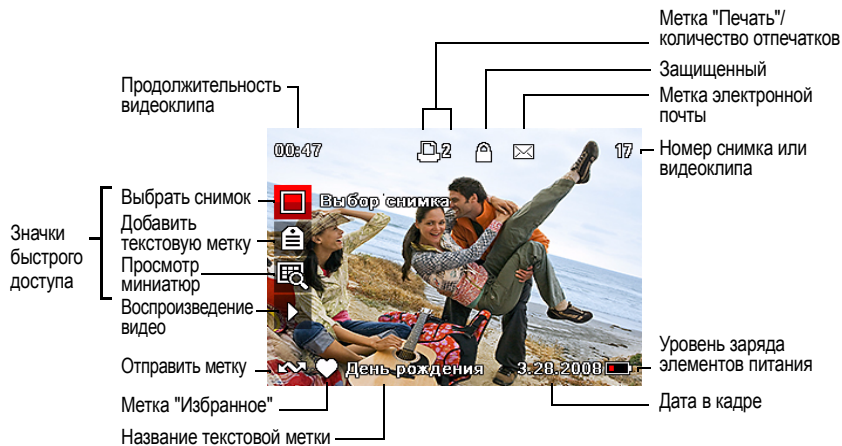 Метка "Печать"/
количество отпечатков
Защищенный
Метка электронной
почты
Продолжительность
видеоклипа
00:47
2
17
Номер снимка или
видеоклипа
Значки
быстрого
доступа
Выбрать снимок
Выбор снимка
Добавить
текстовую метку
Просмотр
миниатюр
Воспроизведение
видео
Отправить метку
День рождения
3.28.2008
Уровень заряда
элементов питания
Метка "Избранное"
Дата в кадре
Название текстовой метки